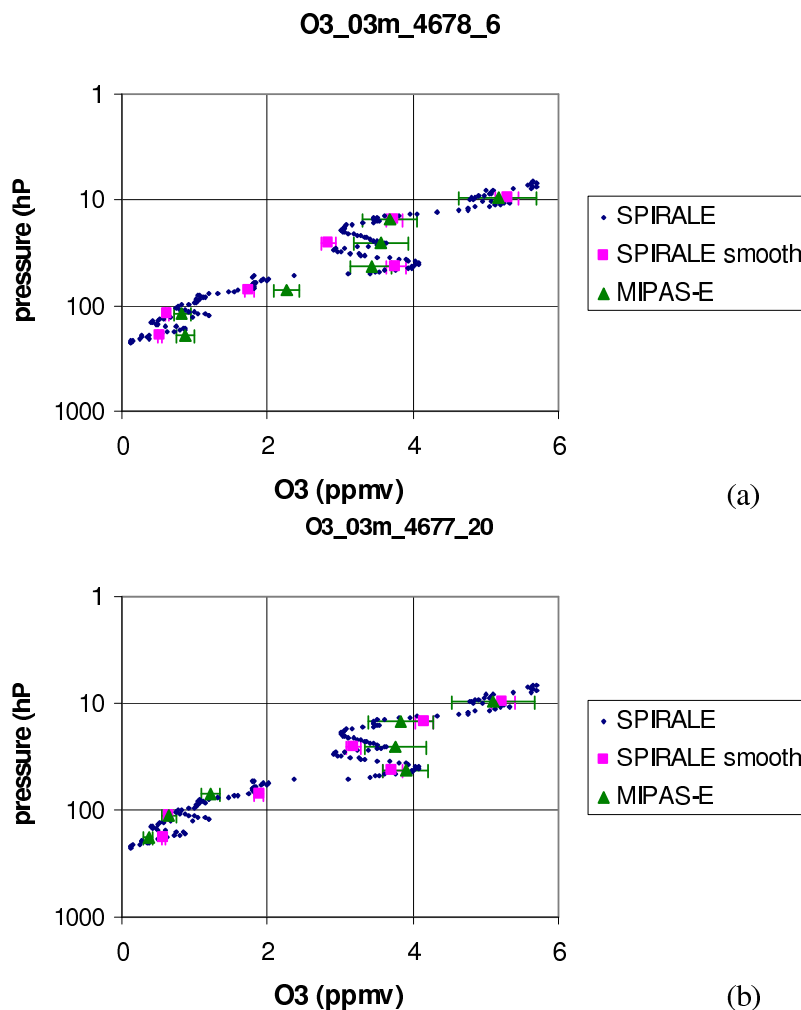 O3_03m_4678_6
1
10
100
1000
pressure (hP
0 2 4 6
O3 (ppmv)
SPIRALE
SPIRALE smooth
MIPAS-E
(a)
O3_03m_4677_20
1
10
100
1000
pressure (hP
0 2 4 6
O3 (ppmv)
SPIRALE
SPIRALE smooth
MIPAS-E
(b)